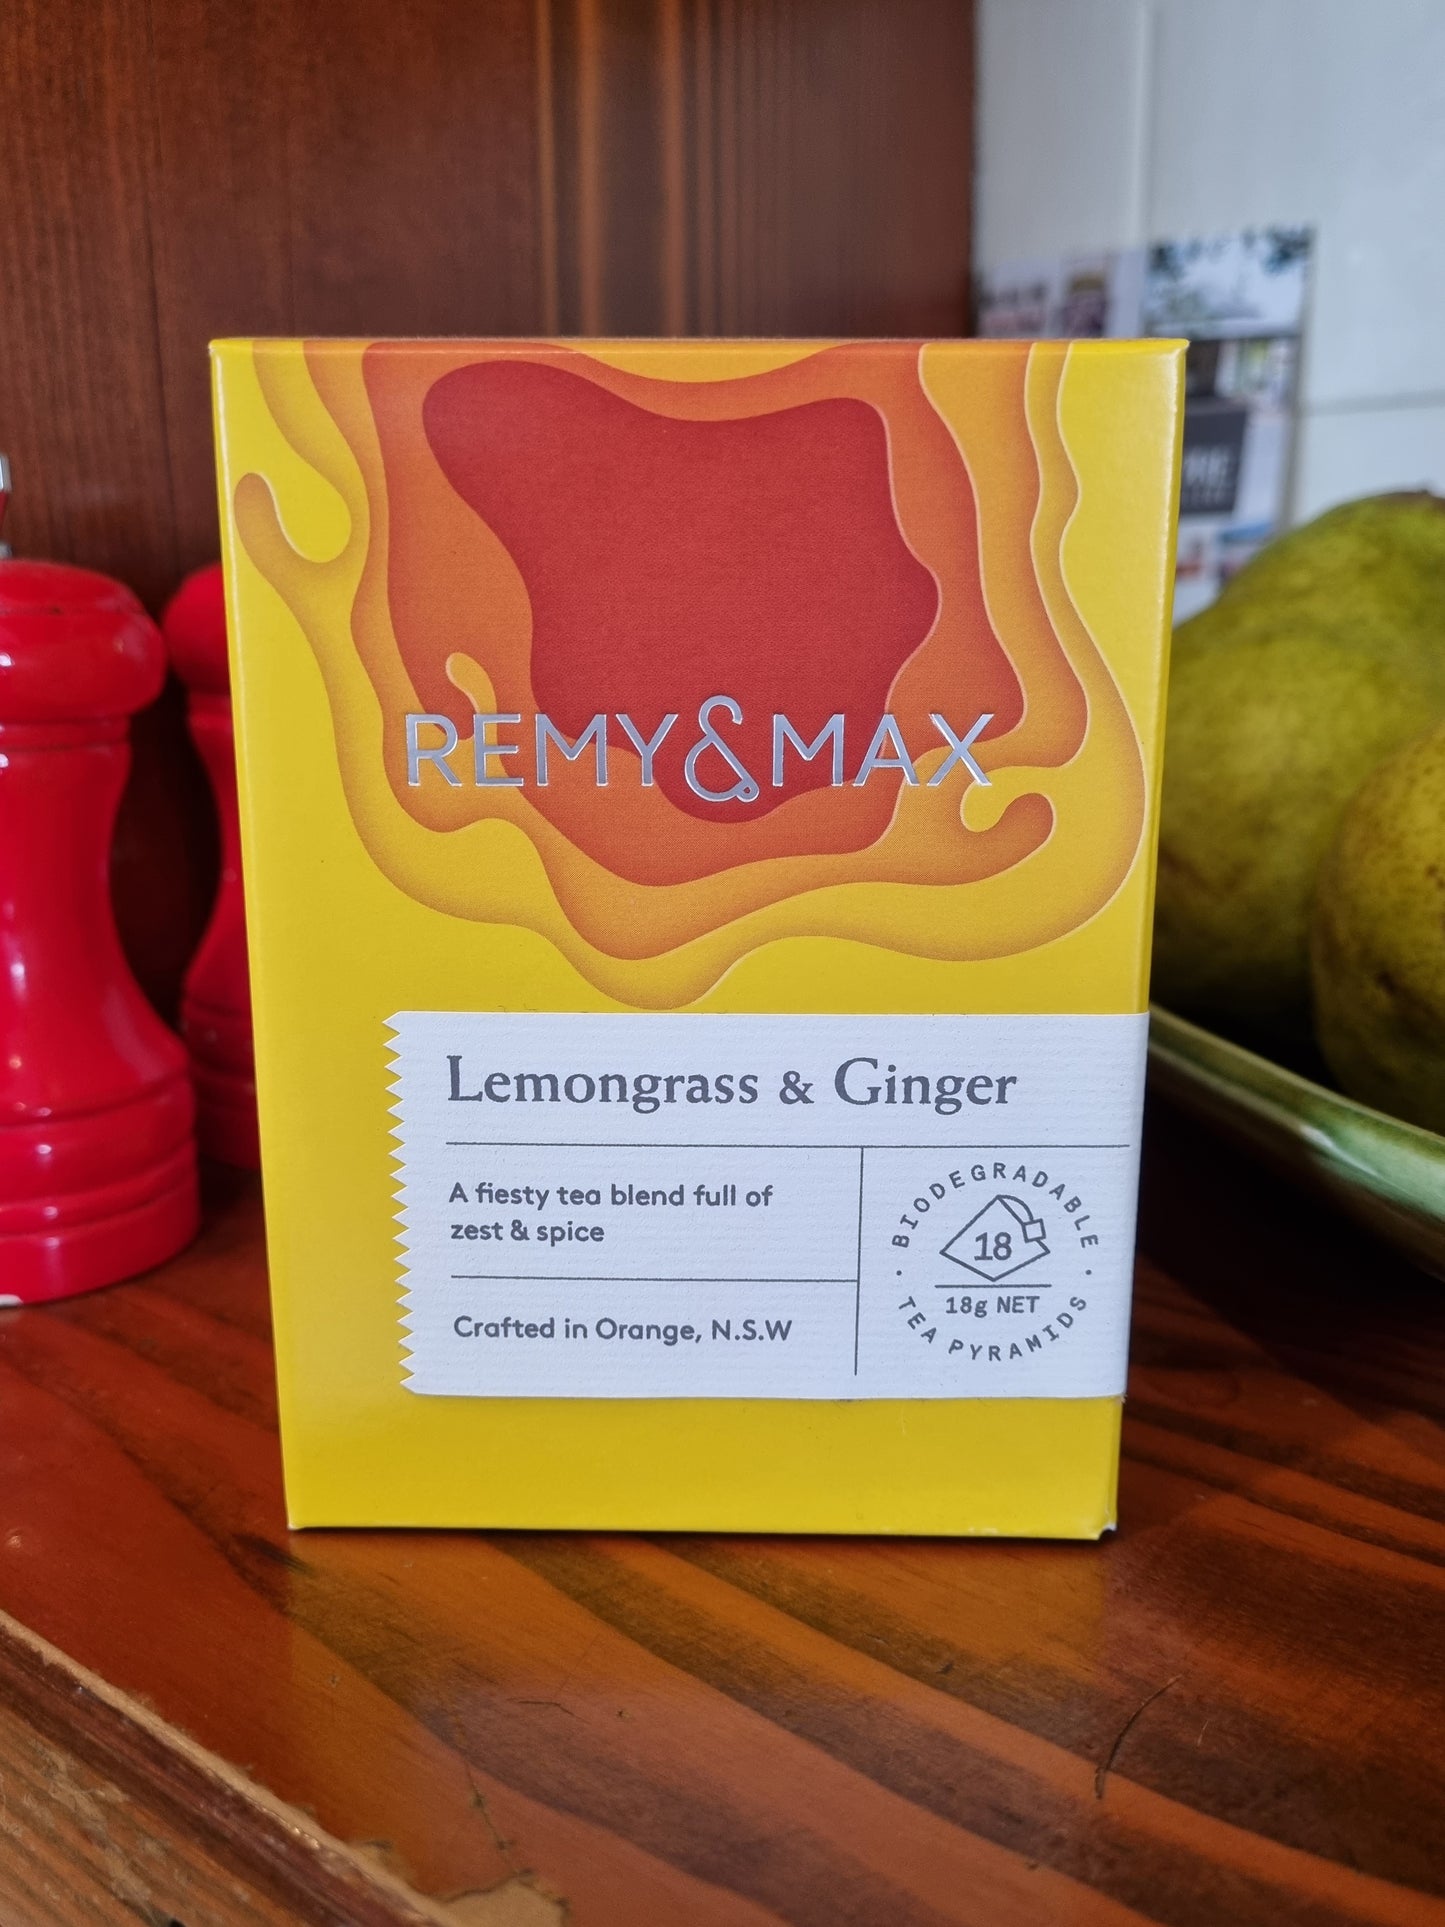 REMY&MAX
Lemongrass & Ginger
A fiesty tea blend full of
zest & spice
Crafted in Orange, N.S.W
BIODEGRADABLE
18
18g NET
TEA PYRAMIDS